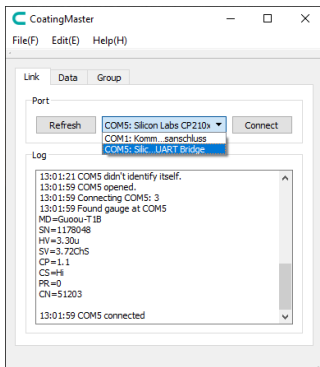 CoatingMaster
File(F) Edit(E) Help(H)
Link Data Group
Port
Refresh COM5: Silicon Labs CP210x Connect
COM1: Komm...sanschluss
COM5: Silic...UART Bridge
Log
13:01:21 COM5 didn't identify itself.
13:01:59 COM5 opened.
13:01:59 Connecting COM5: 3
13:01:59 Found gauge at COM5
MD=Guoou-T1B
SN=1178048
HV=3.30u
SV=3.72ChS
CP=1.1
CS=Hi
PR=0
CN=51203
13:01:59 COM5 connected